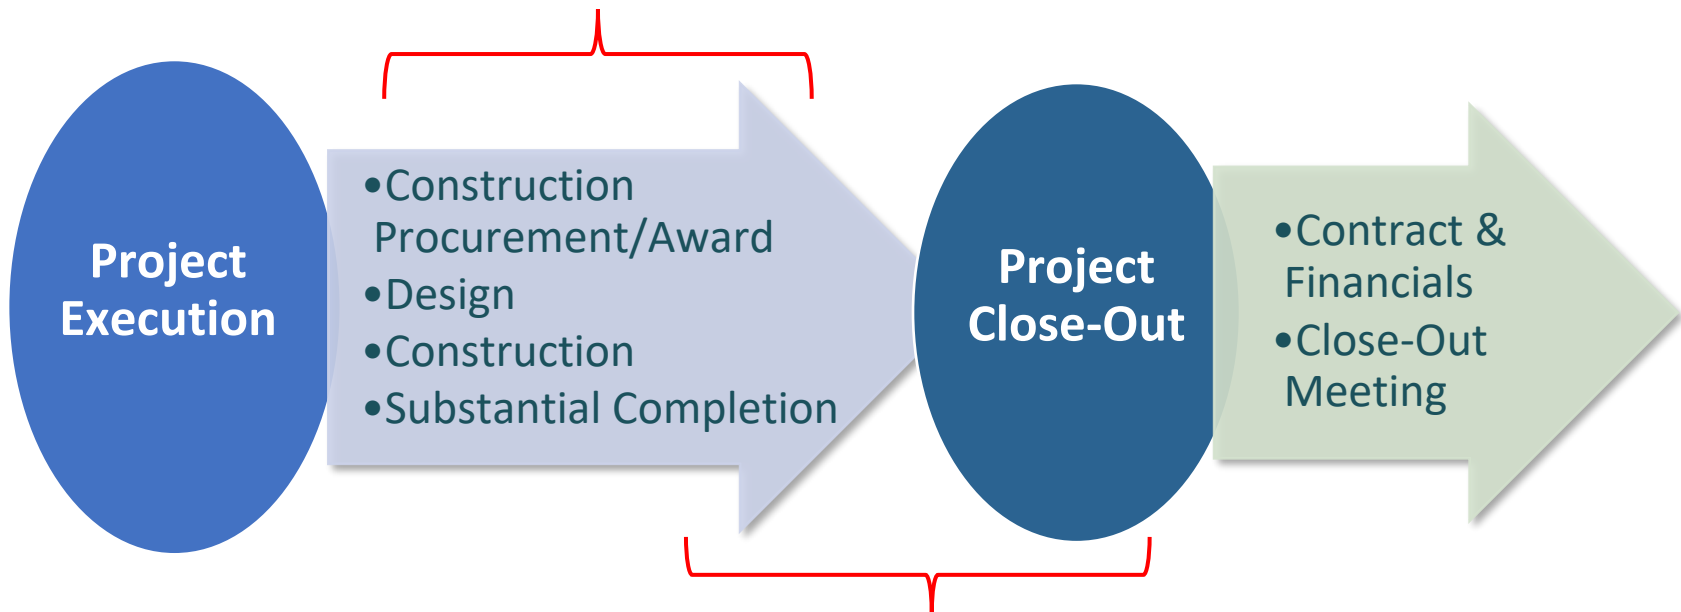 Project
Execution
•Construction
Procurement/Award
•Design
•Construction
•Substantial Completion
Project
Close-Out
•Contract &
Financials
•Close-Out
Meeting